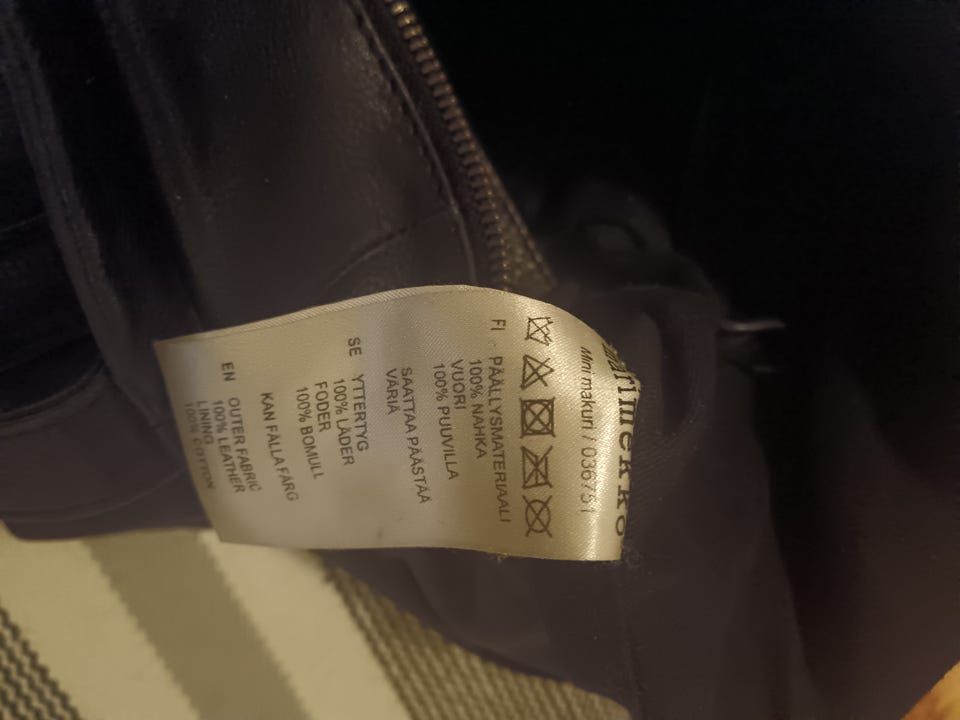 marimekko
Mini makuri / 036751
FI PÄÄLLYSMATERIAALI
100% NAHKA
VUORI
100% PUUVILLA
SAATTAA PÄÄSTÄÄ
VÄRIÄ
SE YTTERTYG
100% LÄDER
FODER
100% BOMULL
KAN FÄLLA FÄRG
EN OUTER FABRIC
100% LEATHER
LINING
100% COTTON